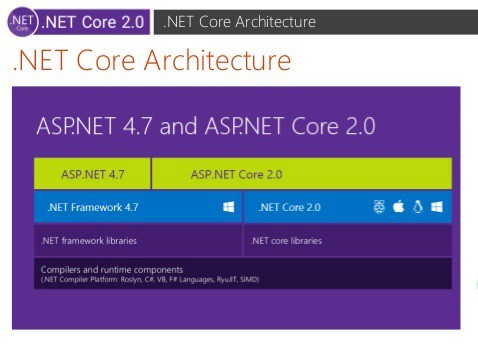 .NET Core
.NET Core 2.0
.NET Core Architecture
.NET Core Architecture
ASP.NET 4.7 and ASP.NET Core 2.0
ASP.NET 4.7
ASP.NET Core 2.0
.NET Framework 4.7
.NET Core 2.0
.NET framework libraries
.NET core libraries
Compilers and runtime components
(.NET Compiler Platform: Roslyn, C#, VB, F# Languages, RyuJIT, SIMD)